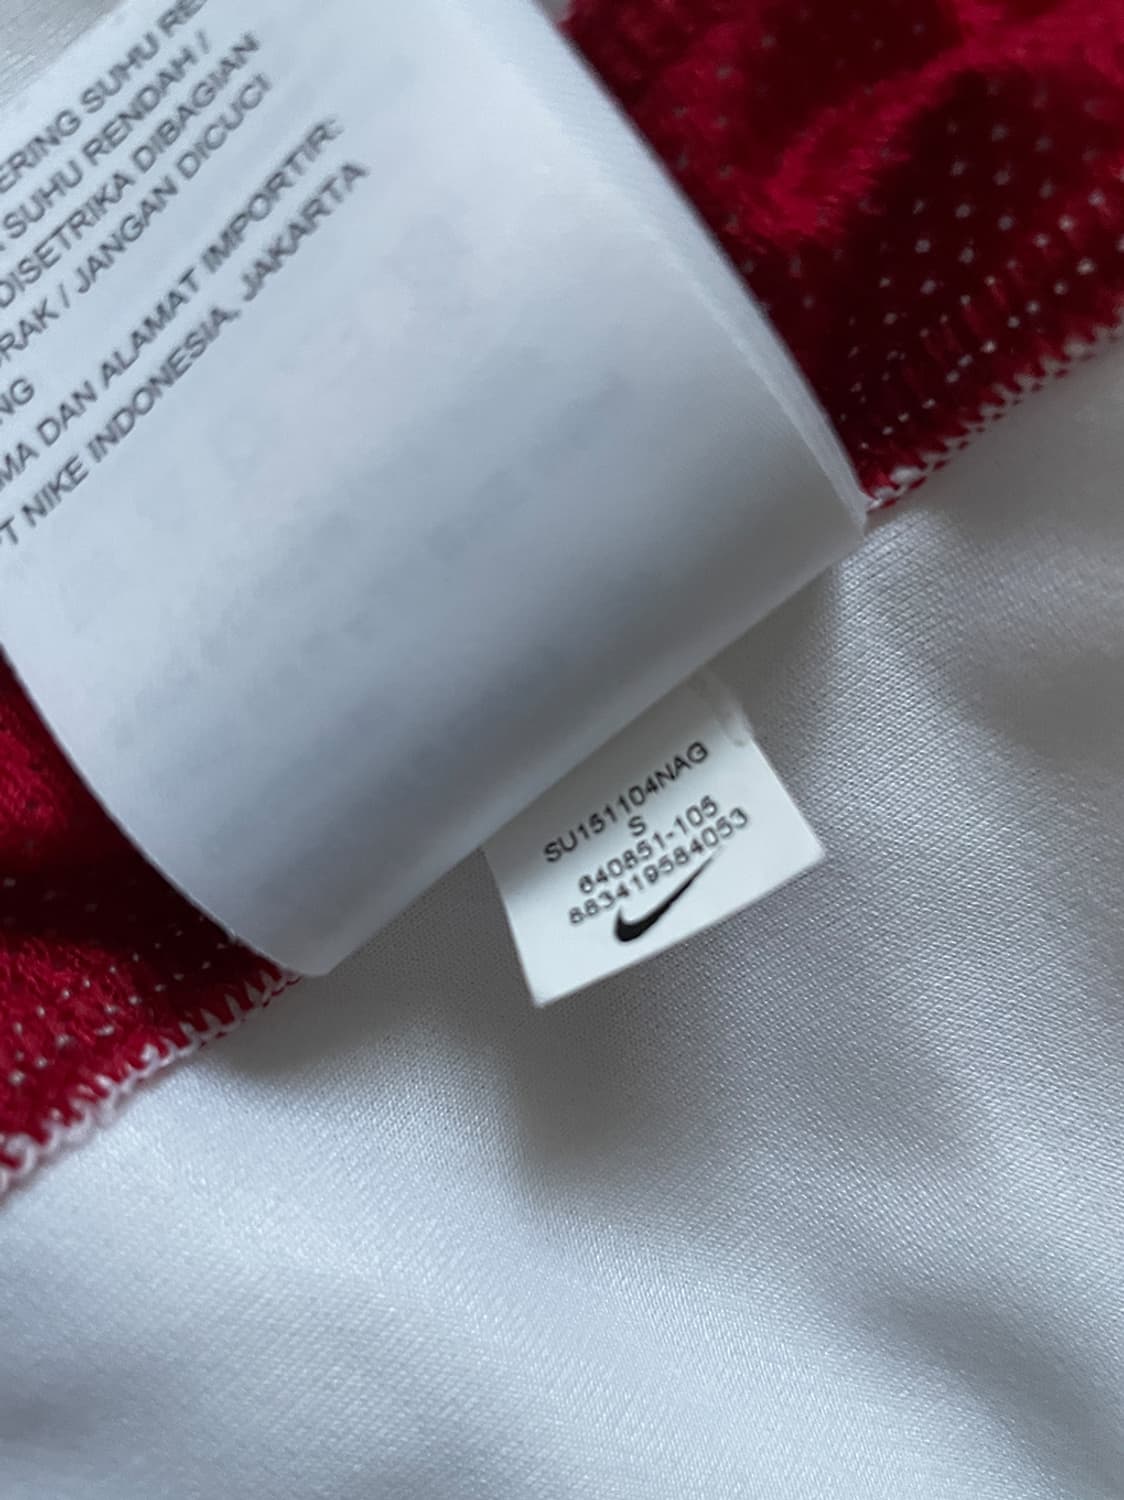 ERING SUHU RE
SUHU RENDAH /
DISETRIKA DIBAGIAN
RAK / JANGAN DICUCI
NG
MA DAN ALAMAT IMPORTIR:
PT NIKE INDONESIA, JAKARTA
SU151104NAG
S
640851-105
883419584053